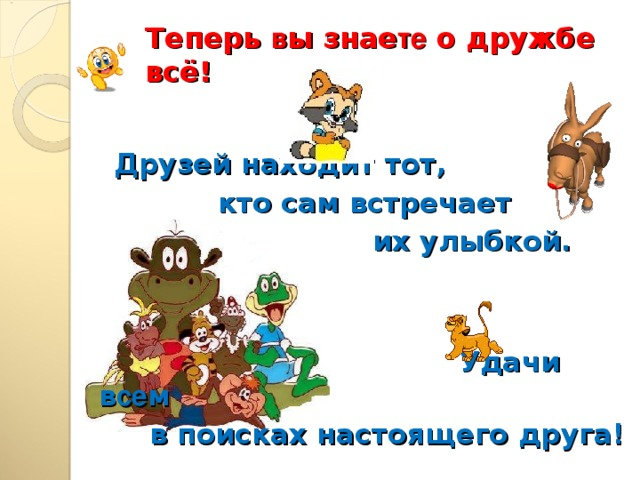 Теперь вы знаете о дружбе
всё!
Друзей находит тот,
кто сам встречает
их улыбкой.
Удачи
всем
в поисках настоящего друга!